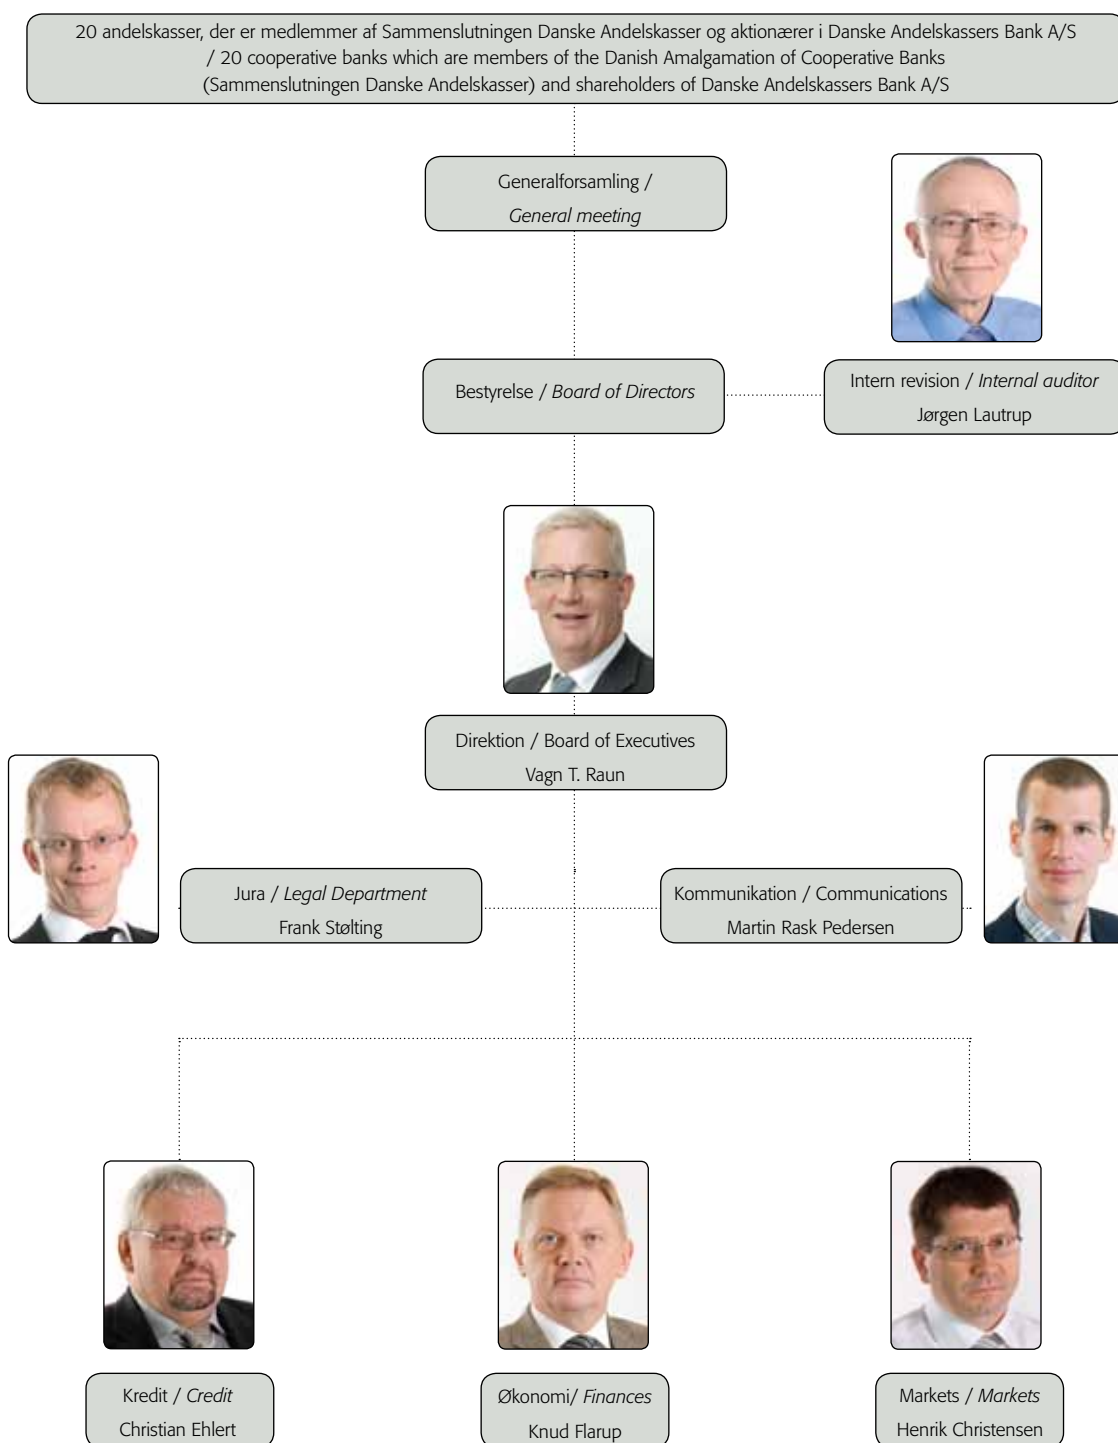 20 andelskasser, der er medlemmer af Sammenslutningen Danske Andelskasser og aktionærer i Danske Andelskassers Bank A/S
/ 20 cooperative banks which are members of the Danish Amalgamation of Cooperative Banks
(Sammenslutningen Danske Andelskasser) and shareholders of Danske Andelskassers Bank A/S
Generalforsamling /
General meeting
Bestyrelse / Board of Directors
Intern revision / Internal auditor
Jørgen Lautrup
Direktion / Board of Executives
Vagn T. Raun
Jura / Legal Department
Frank Stølting
Kommunikation / Communications
Martin Rask Pedersen
Kredit / Credit
Christian Ehlert
Økonomi/ Finances
Knud Flarup
Markets / Markets
Henrik Christensen